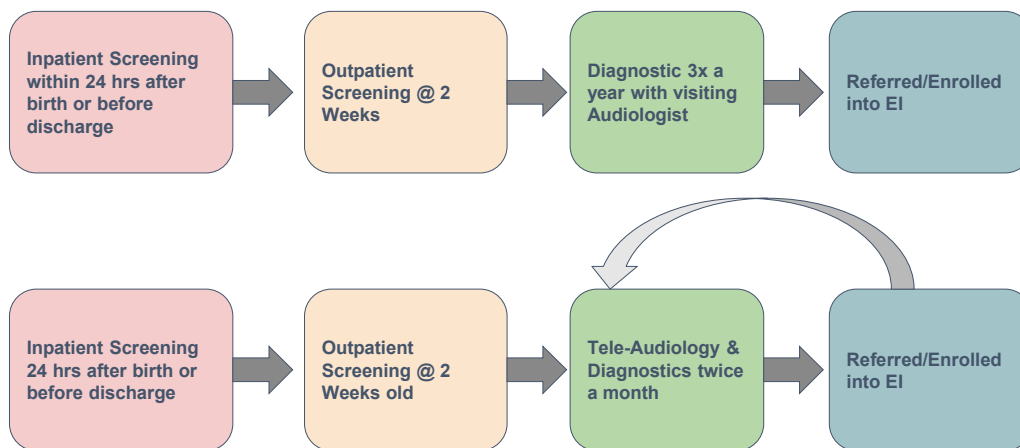 Inpatient Screening
within 24 hrs after
birth or before
discharge
Outpatient
Screening @ 2
Weeks
Diagnostic 3x a
year with visiting
Audiologist
Referred/Enrolled
into EI
Inpatient Screening
24 hrs after birth or
before discharge
Outpatient
Screening @ 2
Weeks old
Tele-Audiology &
Diagnostics twice
a month
Referred/Enrolled
into EI